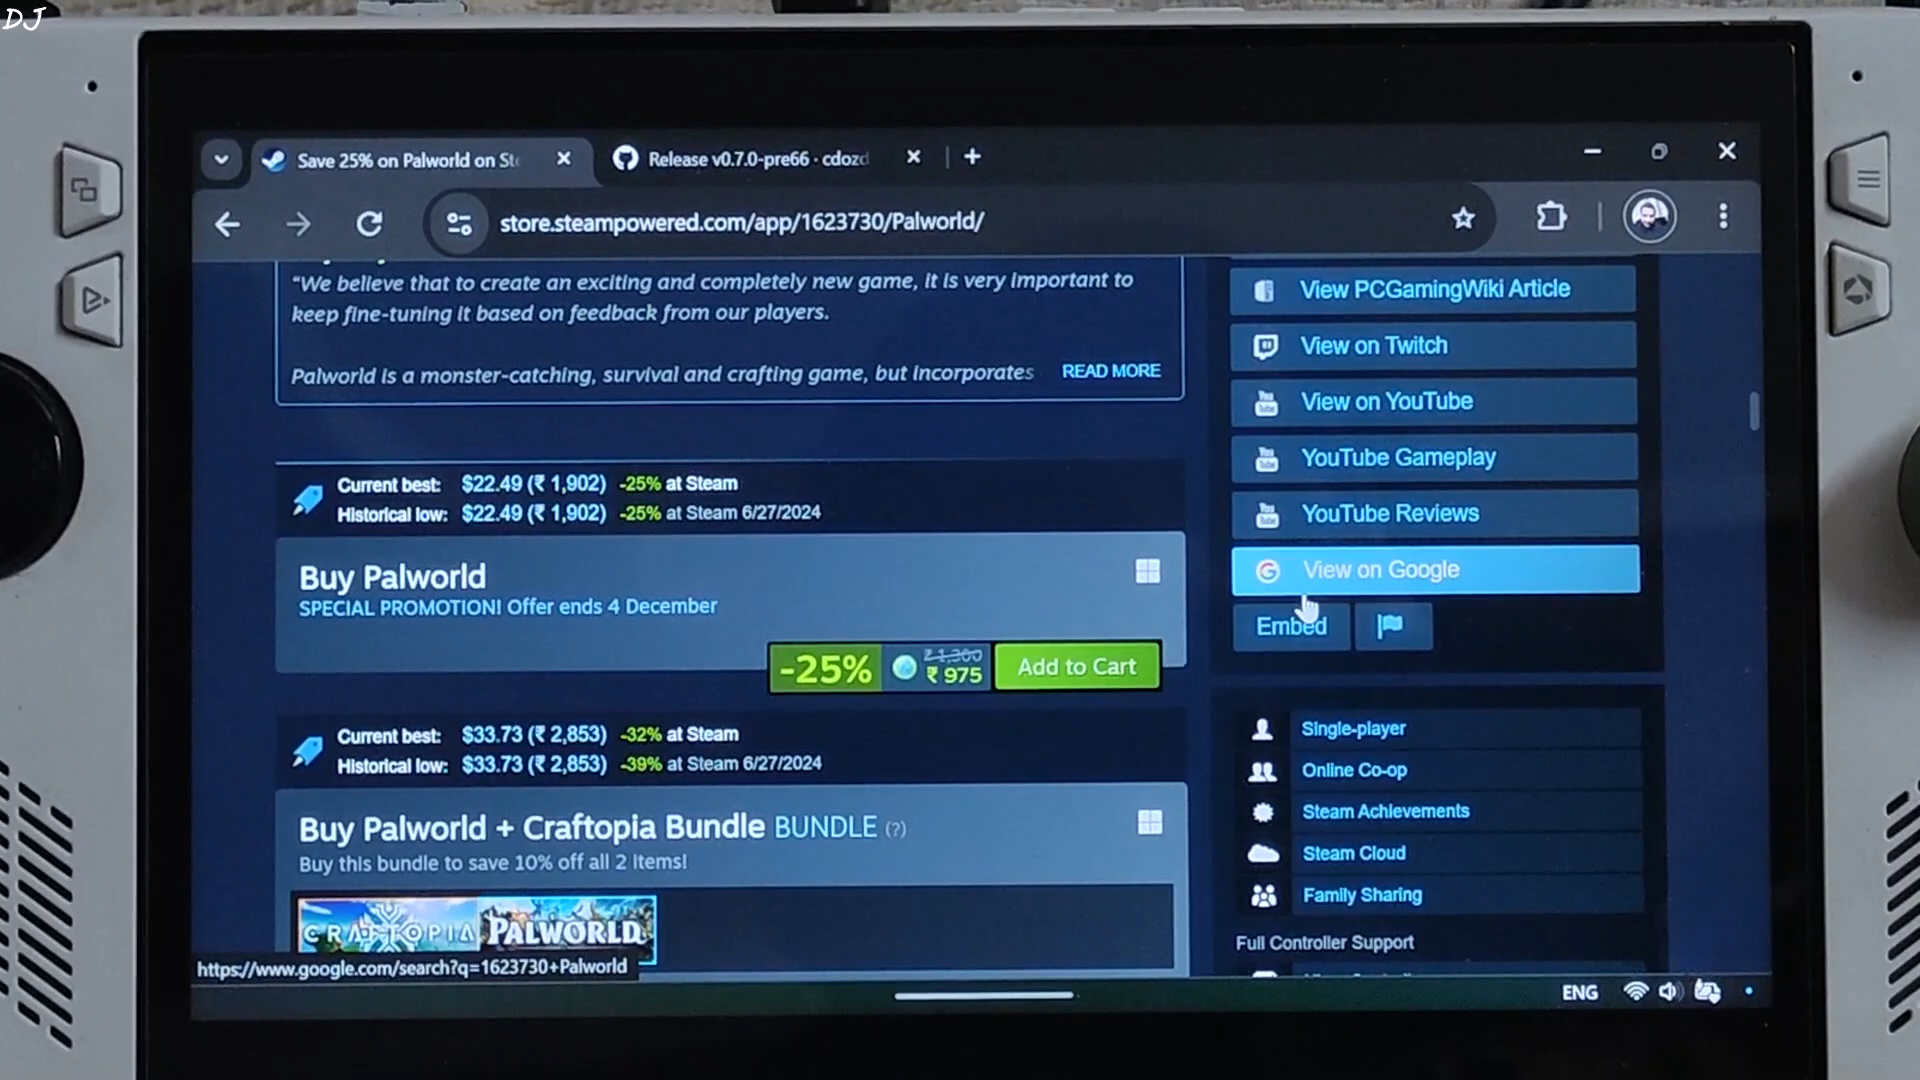 DJ
Save 25% on Palworld on Ste
Release v0.7.0-pre66 · cdozd
store.steampowered.com/app/1623730/Palworld/
“We believe that to create an exciting and completely new game, it is very important to
keep fine-tuning it based on feedback from our players.
Palworld is a monster-catching, survival and crafting game, but incorporates
READ MORE
Current best: $22.49 (₹ 1,902) -25% at Steam
Historical low: $22.49 (₹ 1,902) -25% at Steam 6/27/2024
Buy Palworld
SPECIAL PROMOTION! Offer ends 4 December
-25%
₹ 1,300
₹ 975
Add to Cart
Current best: $33.73 (₹ 2,853) -32% at Steam
Historical low: $33.73 (₹ 2,853) -39% at Steam 6/27/2024
Buy Palworld + Craftopia Bundle BUNDLE (?)
Buy this bundle to save 10% off all 2 items!
CRAFTOPIA
PALWORLD
https://www.google.com/search?q=1623730+Palworld
View PCGamingWiki Article
View on Twitch
You Tube View on YouTube
You Tube YouTube Gameplay
You Tube YouTube Reviews
G View on Google
Embed
Single-player
Online Co-op
Steam Achievements
Steam Cloud
Family Sharing
Full Controller Support
ENG